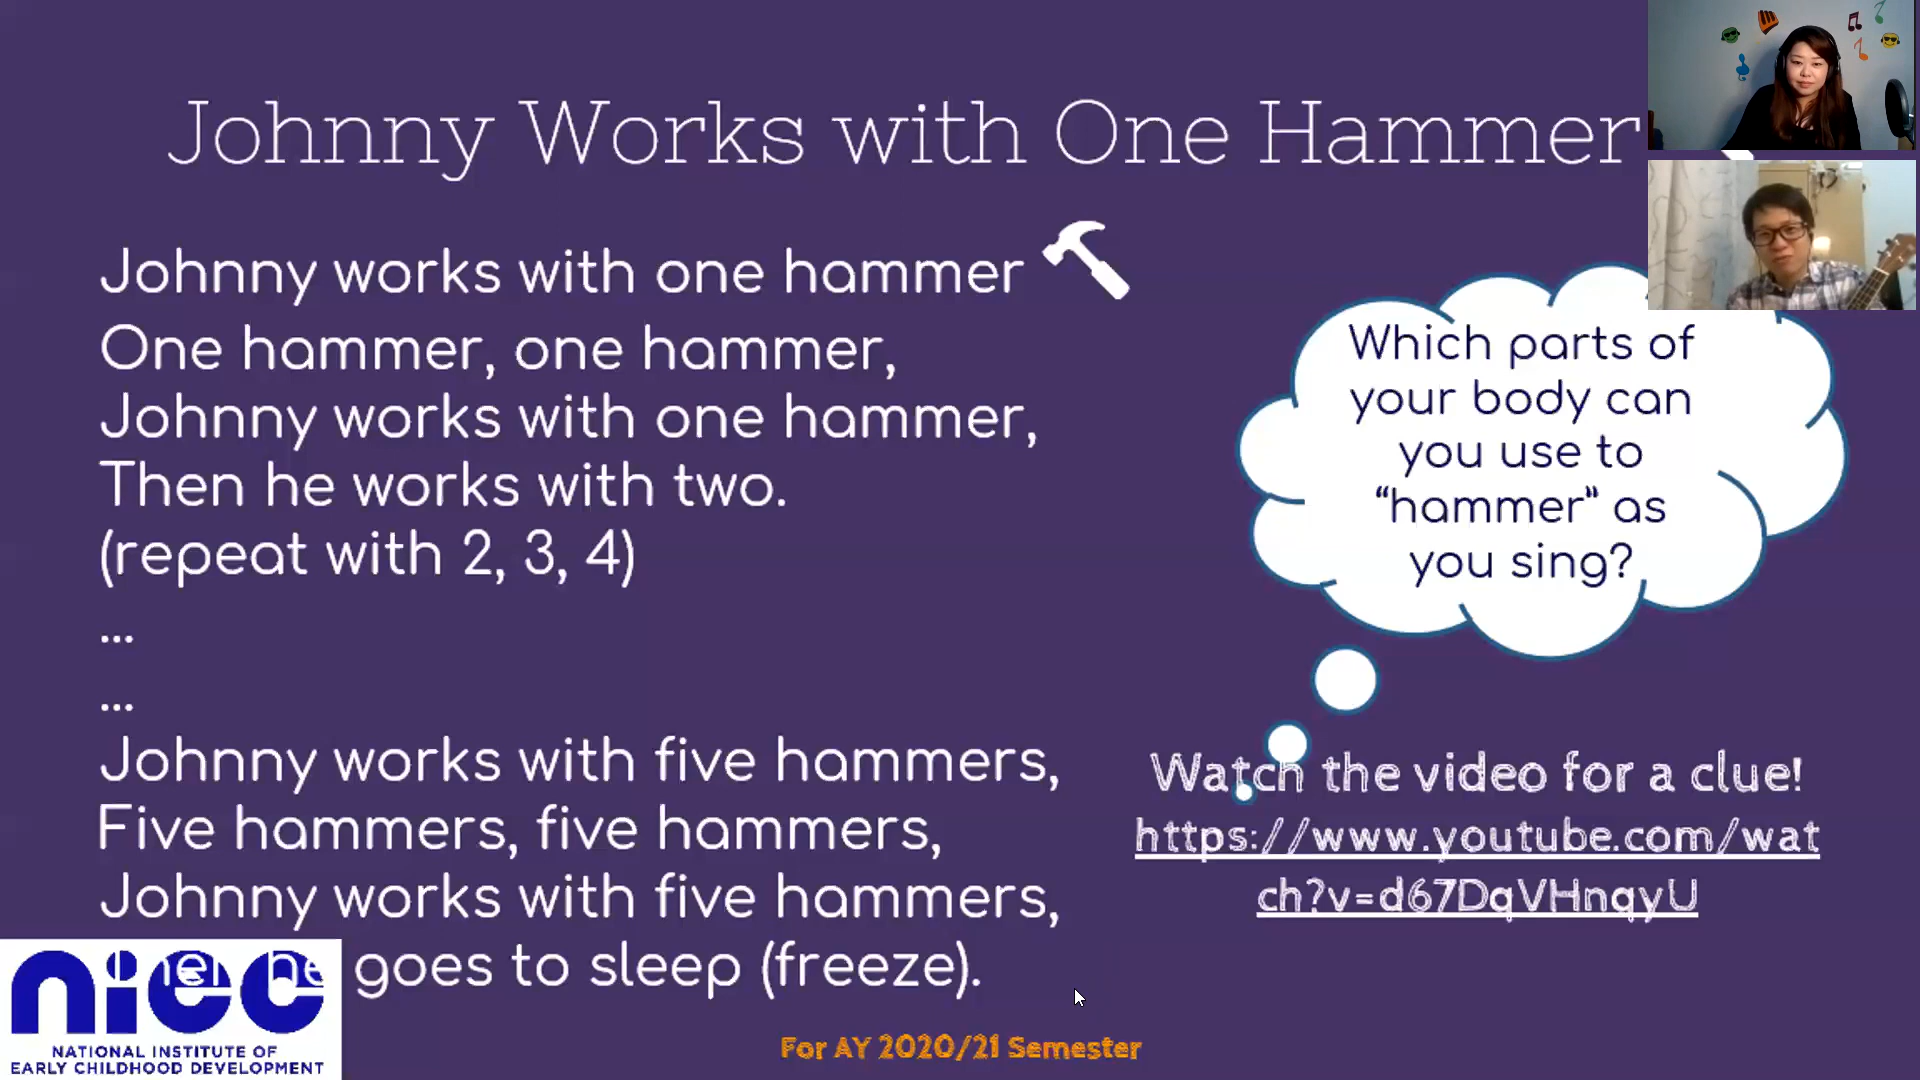 Johnny Works with One Hammer
Johnny works with one hammer
One hammer, one hammer,
Johnny works with one hammer,
Then he works with two.
(repeat with 2, 3, 4)
...
...
Johnny works with five hammers,
Five hammers, five hammers,
Johnny works with five hammers,
Then he goes to sleep (freeze).
Which parts of
your body can
you use to
“hammer” as
you sing?
Watch the video for a clue!
https://www.youtube.com/wat
ch?v=d67DqVHnqyU
niec
NATIONAL INSTITUTE OF
EARLY CHILDHOOD DEVELOPMENT
For AY 2020/21 Semester